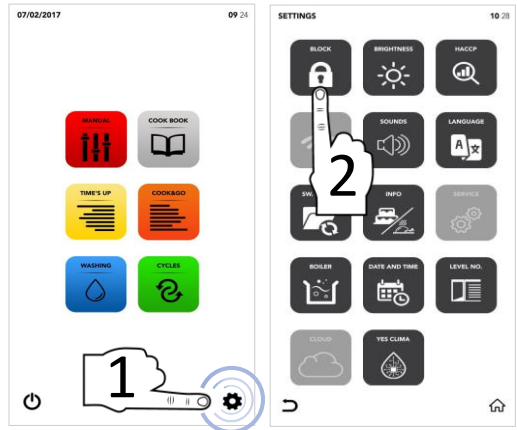 07/02/2017 09 24
MANUAL COOK BOOK
TIME'S UP COOK&GO
WASHING CYCLES
1
SETTINGS 10 28
BLOCK BRIGHTNESS HACCP
SOUNDS LANGUAGE
A
2
INFO SERVICE
BOILER DATE AND TIME LEVEL NO.
CLOUD YES CLIMA